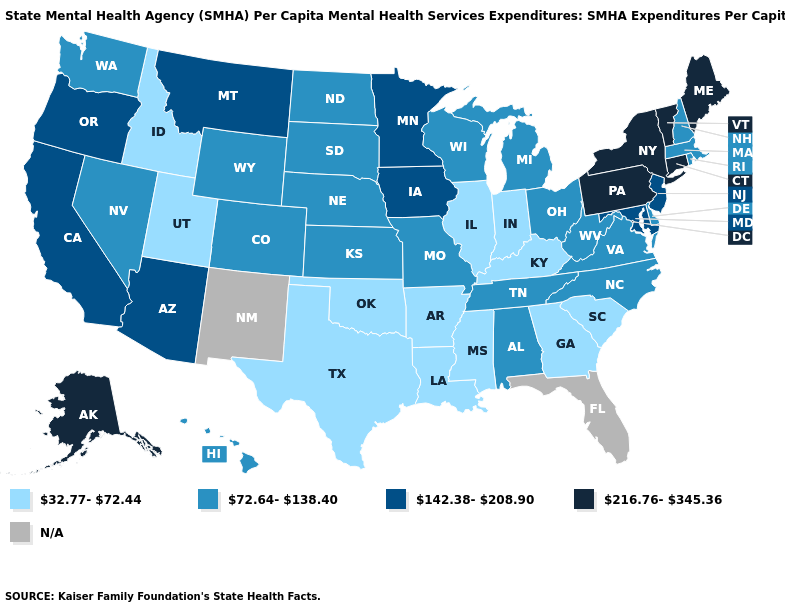 State Mental Health Agency (SMHA) Per Capita Mental Health Services Expenditures: SMHA Expenditures Per Capit
WA
MT
ND
MN
ME
OR
ID
SD
WI
MI
NY
VT
NH
MA
RI
CT
NJ
DE
MD
DC
WY
NE
IA
PA
NV
UT
CO
KS
MO
IL
IN
OH
WV
VA
KY
CA
AZ
NM
OK
AR
TN
NC
SC
TX
LA
MS
AL
GA
FL
AK
HI
$32.77- $72.44
$72.64- $138.40
$142.38- $208.90
$216.76- $345.36
N/A
SOURCE: Kaiser Family Foundation's State Health Facts.